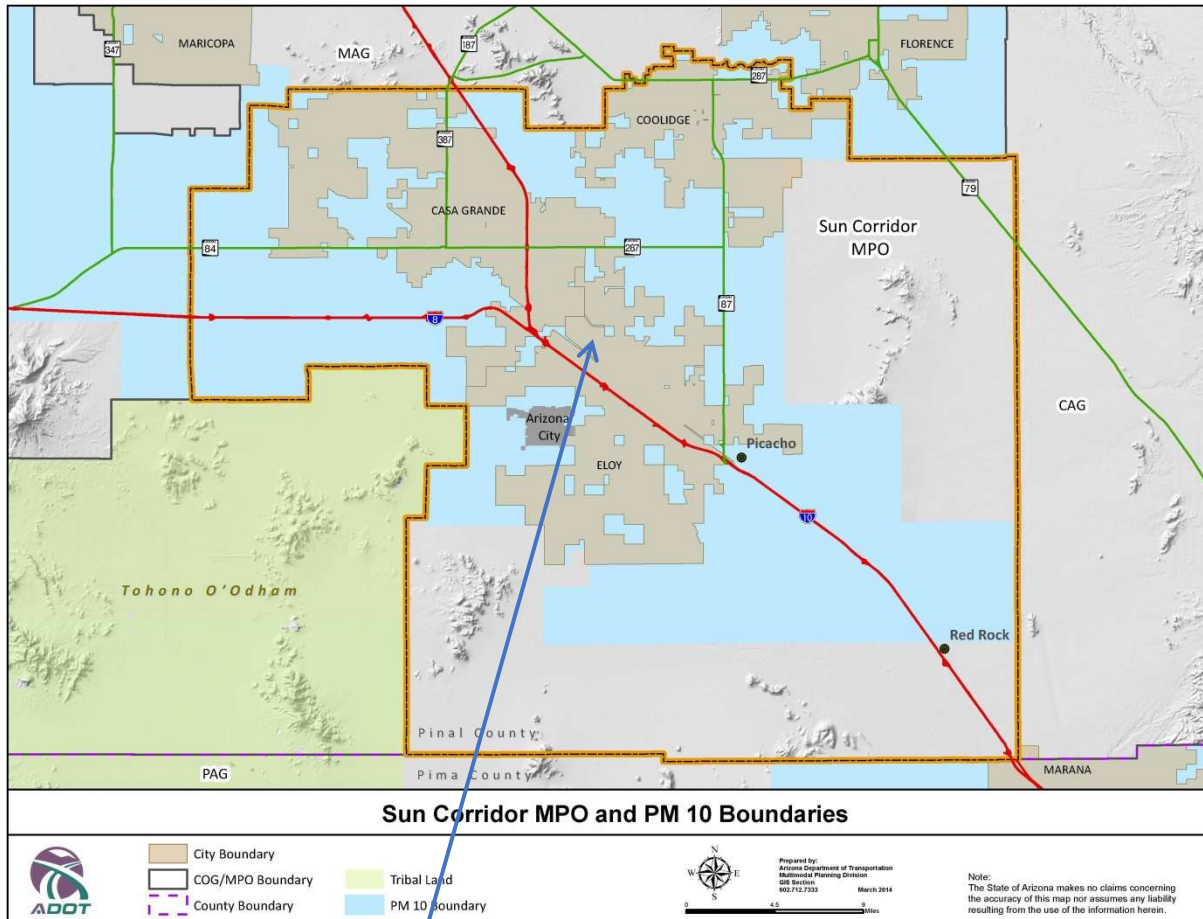 MARICOPA
347
MAG
187
FLORENCE
287
COOLIDGE
387
CASA GRANDE
79
Sun Corridor
MPO
84
287
87
8
CAG
Arizona
City
Picacho
ELOY
10
Tohono O'Odham
Red Rock
Pinal County
PAG
Pima County
MARANA
Sun Corridor MPO and PM 10 Boundaries
ADOT
City Boundary
COG/MPO Boundary
County Boundary
Tribal Land
PM 10 Boundary
N
W E
S
Prepared by:
Arizona Department of Transportation
Multimodal Planning Division
GIS Section
602.712.7333 March 2014
0 4.5 9
Miles
Note:
The State of Arizona makes no claims concerning
the accuracy of this map nor assumes any liability
resulting from the use of the information herein.